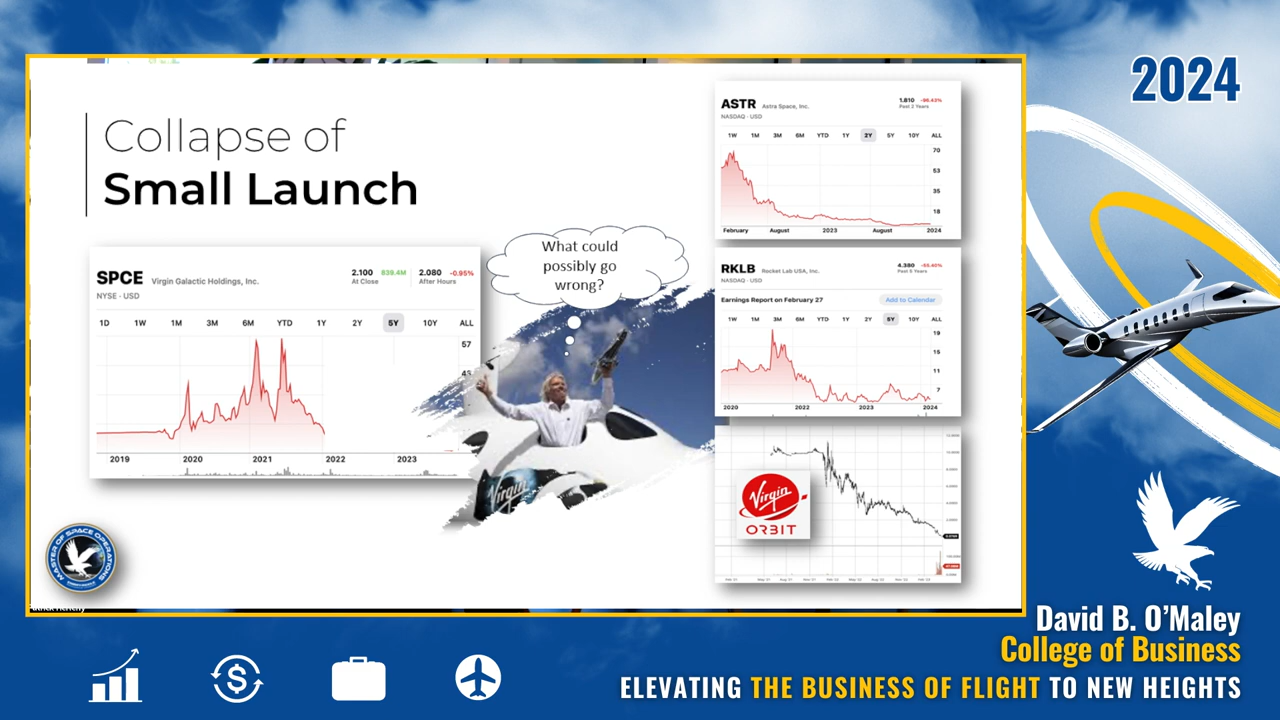 2024
Collapse of
Small Launch
SPCE Virgin Galactic Holdings, Inc.
NYSE · USD
2.100 839.4M
At Close
2.080 -0.95%
After Hours
1D 1W 1M 3M 6M YTD 1Y 2Y 5Y 10Y ALL
57
45
2019 2020 2021 2022 2023
What could
possibly go
wrong?
Virgin
ASTR Astra Space, Inc.
NASDAQ · USD
1.810 -96.43%
Past 2 Years
1W 1M 3M 6M YTD 1Y 2Y 5Y 10Y ALL
70
53
35
18
February August 2023 August 2024
RKLB Rocket Lab USA, Inc.
NASDAQ · USD
4.380 -55.40%
Past 5 Years
Earnings Report on February 27 Add to Calendar
1W 1M 3M 6M YTD 1Y 2Y 5Y 10Y ALL
19
15
11
7
2020 2022 2023 2024
Virgin
ORBIT
MASTER OF SPACE OPERATIONS
David B. O'Maley
College of Business
ELEVATING THE BUSINESS OF FLIGHT TO NEW HEIGHTS